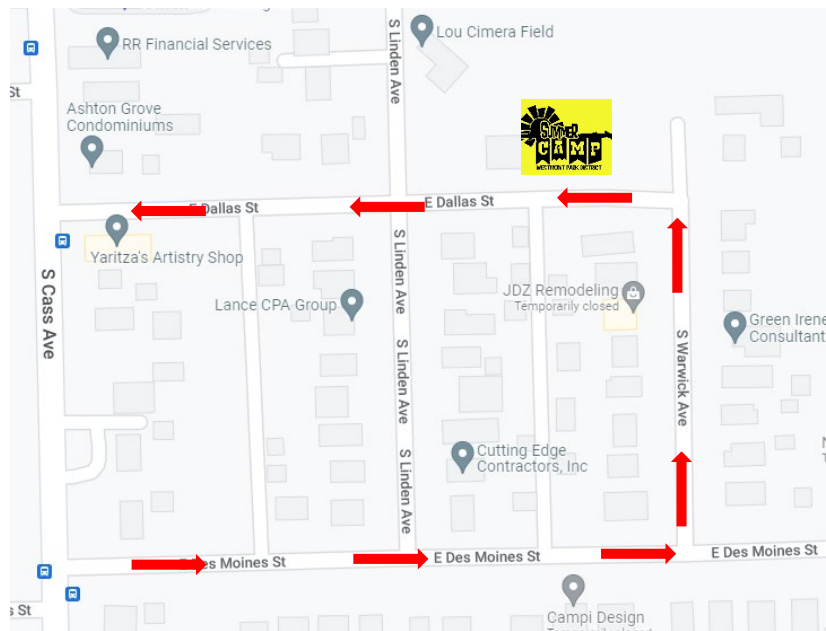 RR Financial Services
S Linden Ave
Lou Cimera Field
St
Ashton Grove
Condominiums
SUMMER
CAMP
WESTMONT PARK DISTRICT
E Dallas St
E Dallas St
Yaritza's Artistry Shop
S Linden Ave
S Cass Ave
JDZ Remodeling
Temporarily closed
Lance CPA Group
Green Irene
Consultant
S Linden Ave
S Warwick Ave
Cutting Edge
Contractors, Inc
S Linden Ave
Des Moines St
E Des Moines St
E Des Moines St
s St
Campi Design